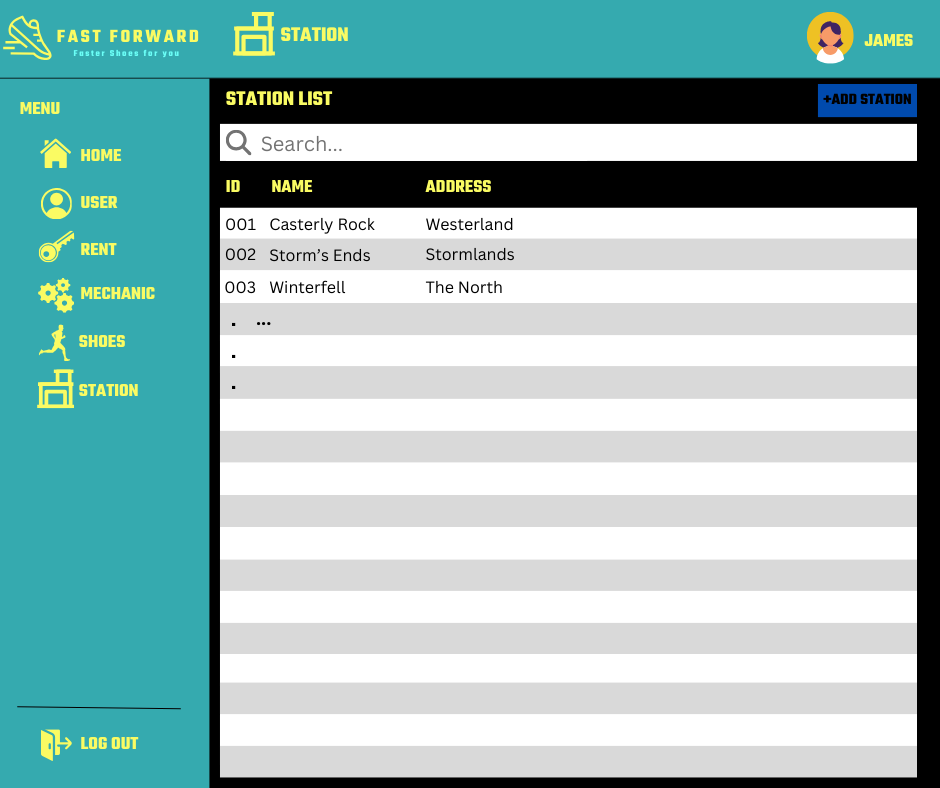 FAST FORWARD
Faster Shoes for you
STATION
JAMES
MENU
HOME
USER
RENT
MECHANIC
SHOES
STATION
LOG OUT
STATION LIST
+ADD STATION
Search...
ID NAME ADDRESS
001 Casterly Rock Westerland
002 Storm’s Ends Stormlands
003 Winterfell The North
. ...
.
.